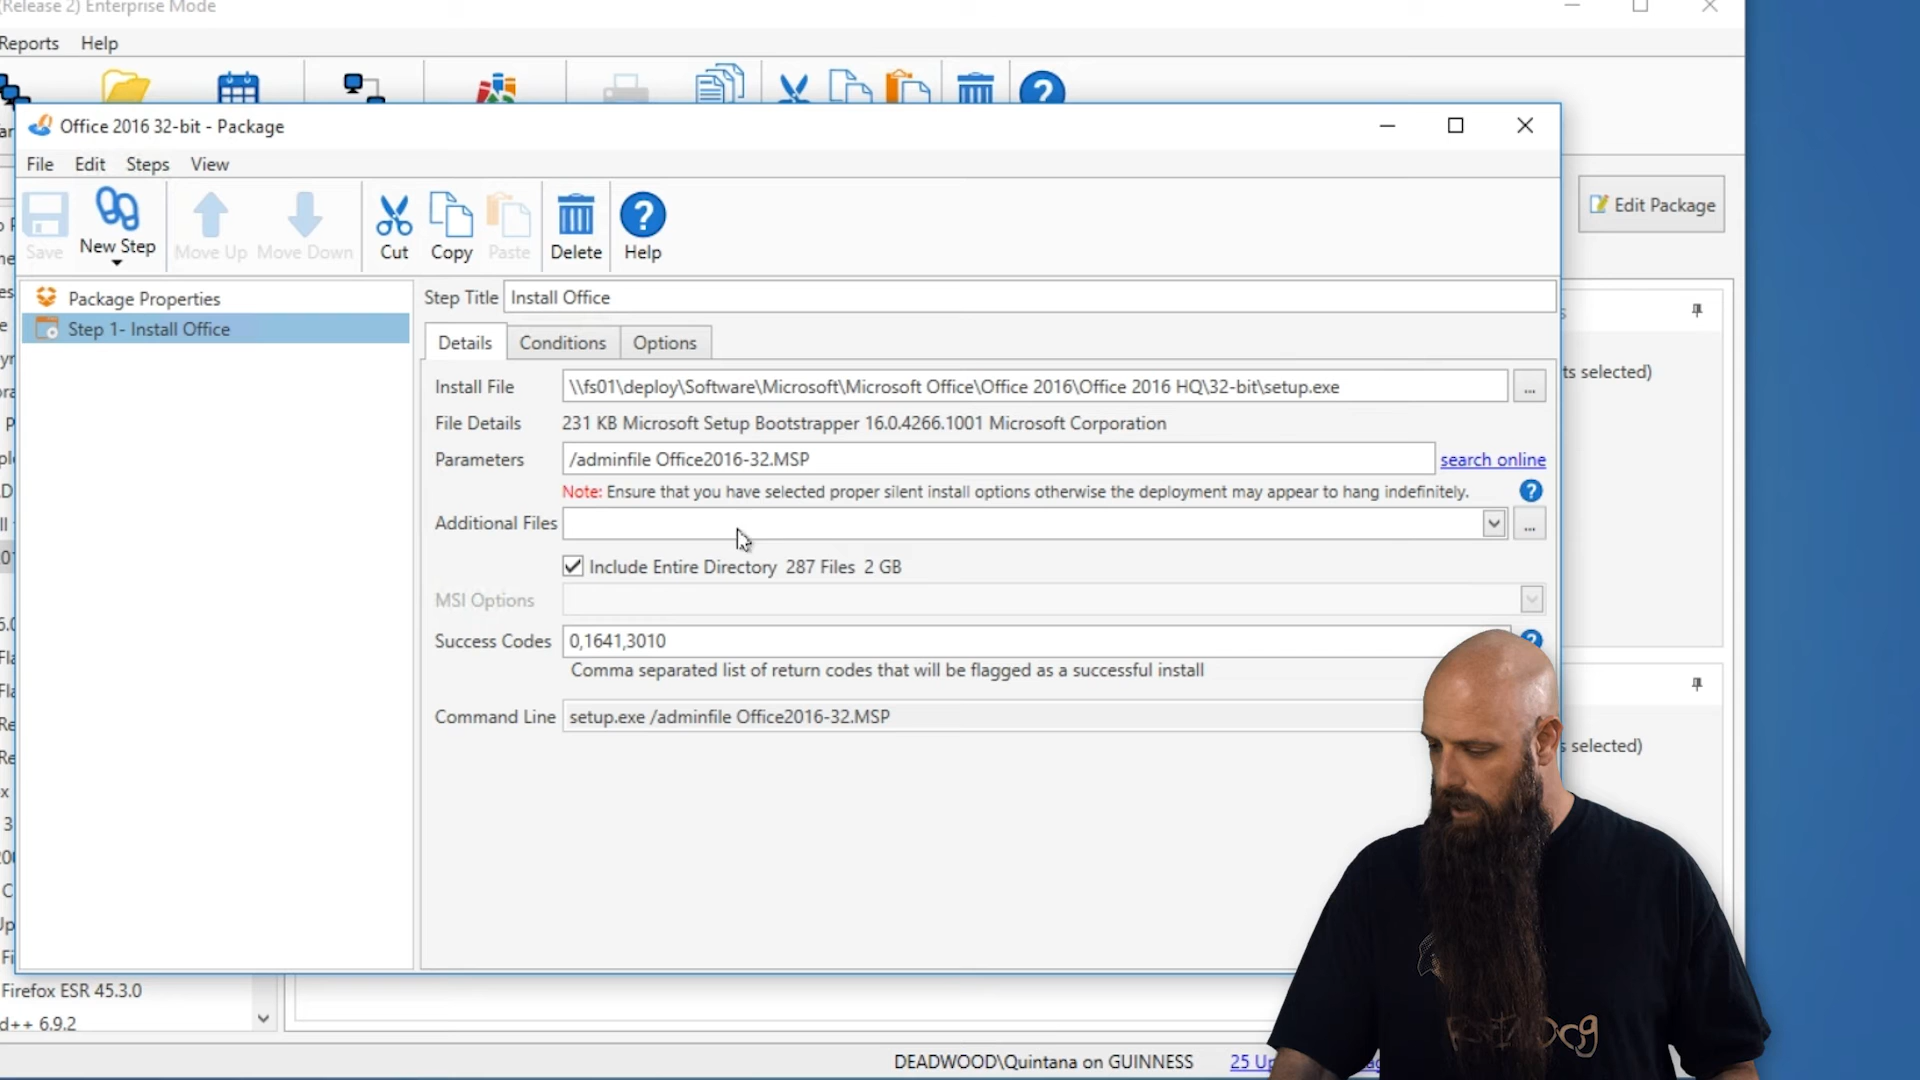 (Release 2) Enterprise Mode
Reports Help
Office 2016 32-bit - Package
File Edit Steps View
Save New Step Move Up Move Down Cut Copy Paste Delete Help
Edit Package
Package Properties
Step 1- Install Office
Step Title Install Office
Details Conditions Options
Install File \\fs01\deploy\Software\Microsoft\Microsoft Office\Office 2016\Office 2016 HQ\32-bit\setup.exe ...
ts selected)
File Details 231 KB Microsoft Setup Bootstrapper 16.0.4266.1001 Microsoft Corporation
Parameters /adminfile Office2016-32.MSP search online
Note: Ensure that you have selected proper silent install options otherwise the deployment may appear to hang indefinitely. ?
Additional Files ...
Include Entire Directory 287 Files 2 GB
MSI Options
Success Codes 0,1641,3010 ?
Comma separated list of return codes that will be flagged as a successful install
Command Line setup.exe /adminfile Office2016-32.MSP
s selected)
Firefox ESR 45.3.0
d++ 6.9.2
DEADWOOD\Quintana on GUINNESS 25 Up